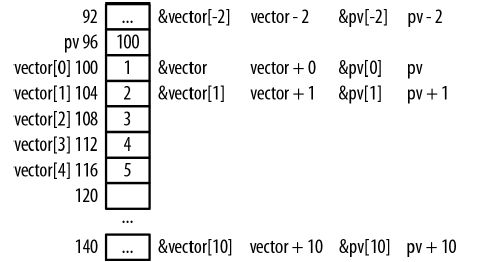 92 ... &vector[-2] vector - 2 &pv[-2] pv - 2
pv 96 100
vector[0] 100 1 &vector vector + 0 &pv[0] pv
vector[1] 104 2 &vector[1] vector + 1 &pv[1] pv + 1
vector[2] 108 3
vector[3] 112 4
vector[4] 116 5
120
...
140 ... &vector[10] vector + 10 &pv[10] pv + 10